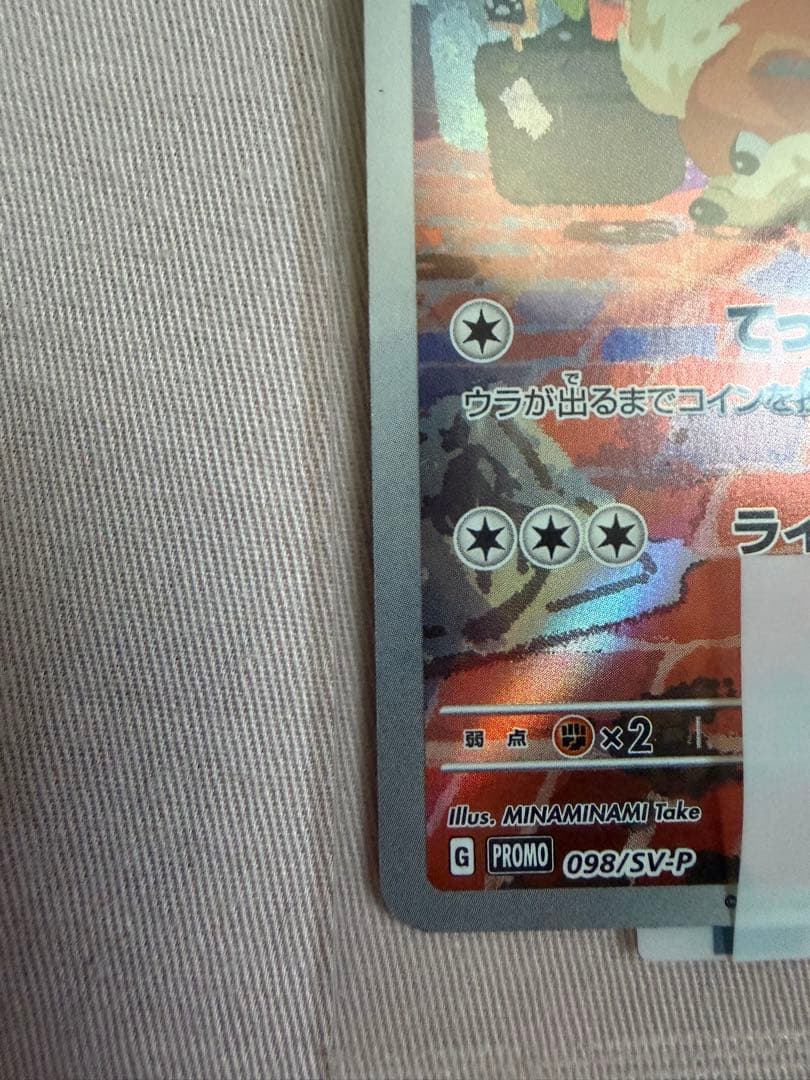 てっ
ウラが出るまでコインを
で
ライ
弱点 ×2
Illus. MINAMINAMI Take
G PROMO 098/SV-P